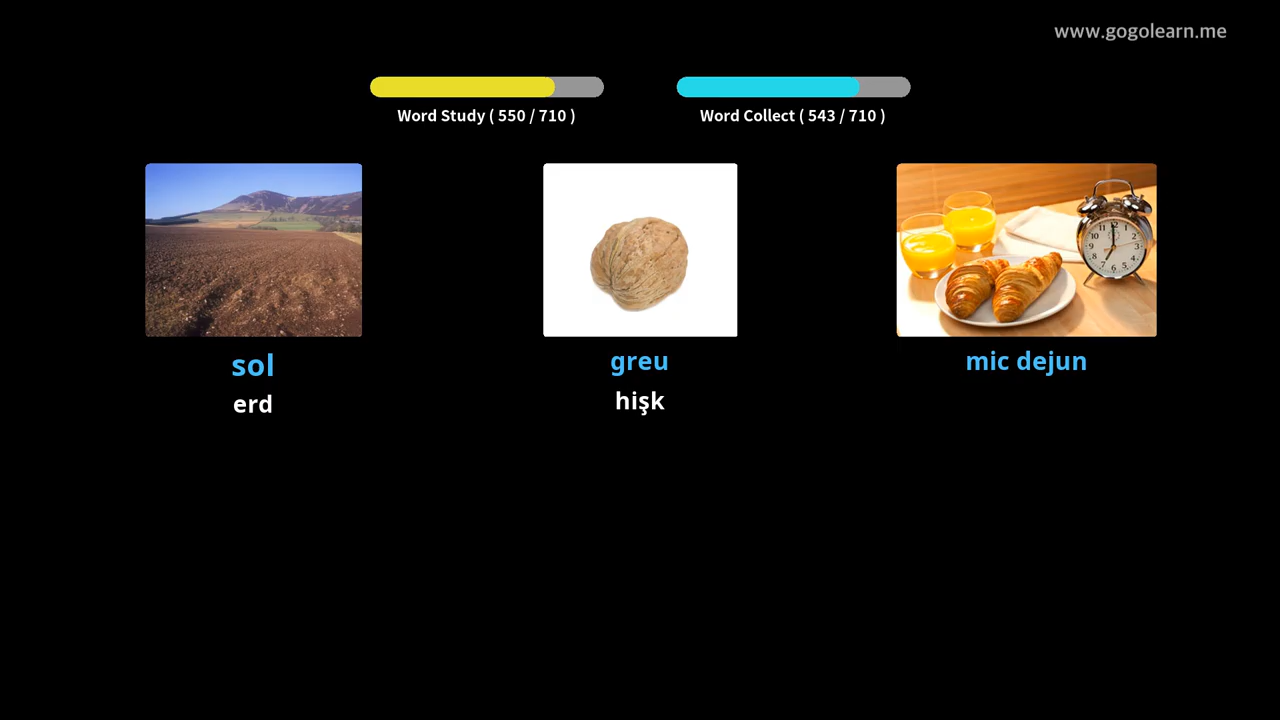 www.gogolearn.me
Word Study ( 550 / 710 )
Word Collect ( 543 / 710 )
sol
erd
greu
hişk
mic dejun